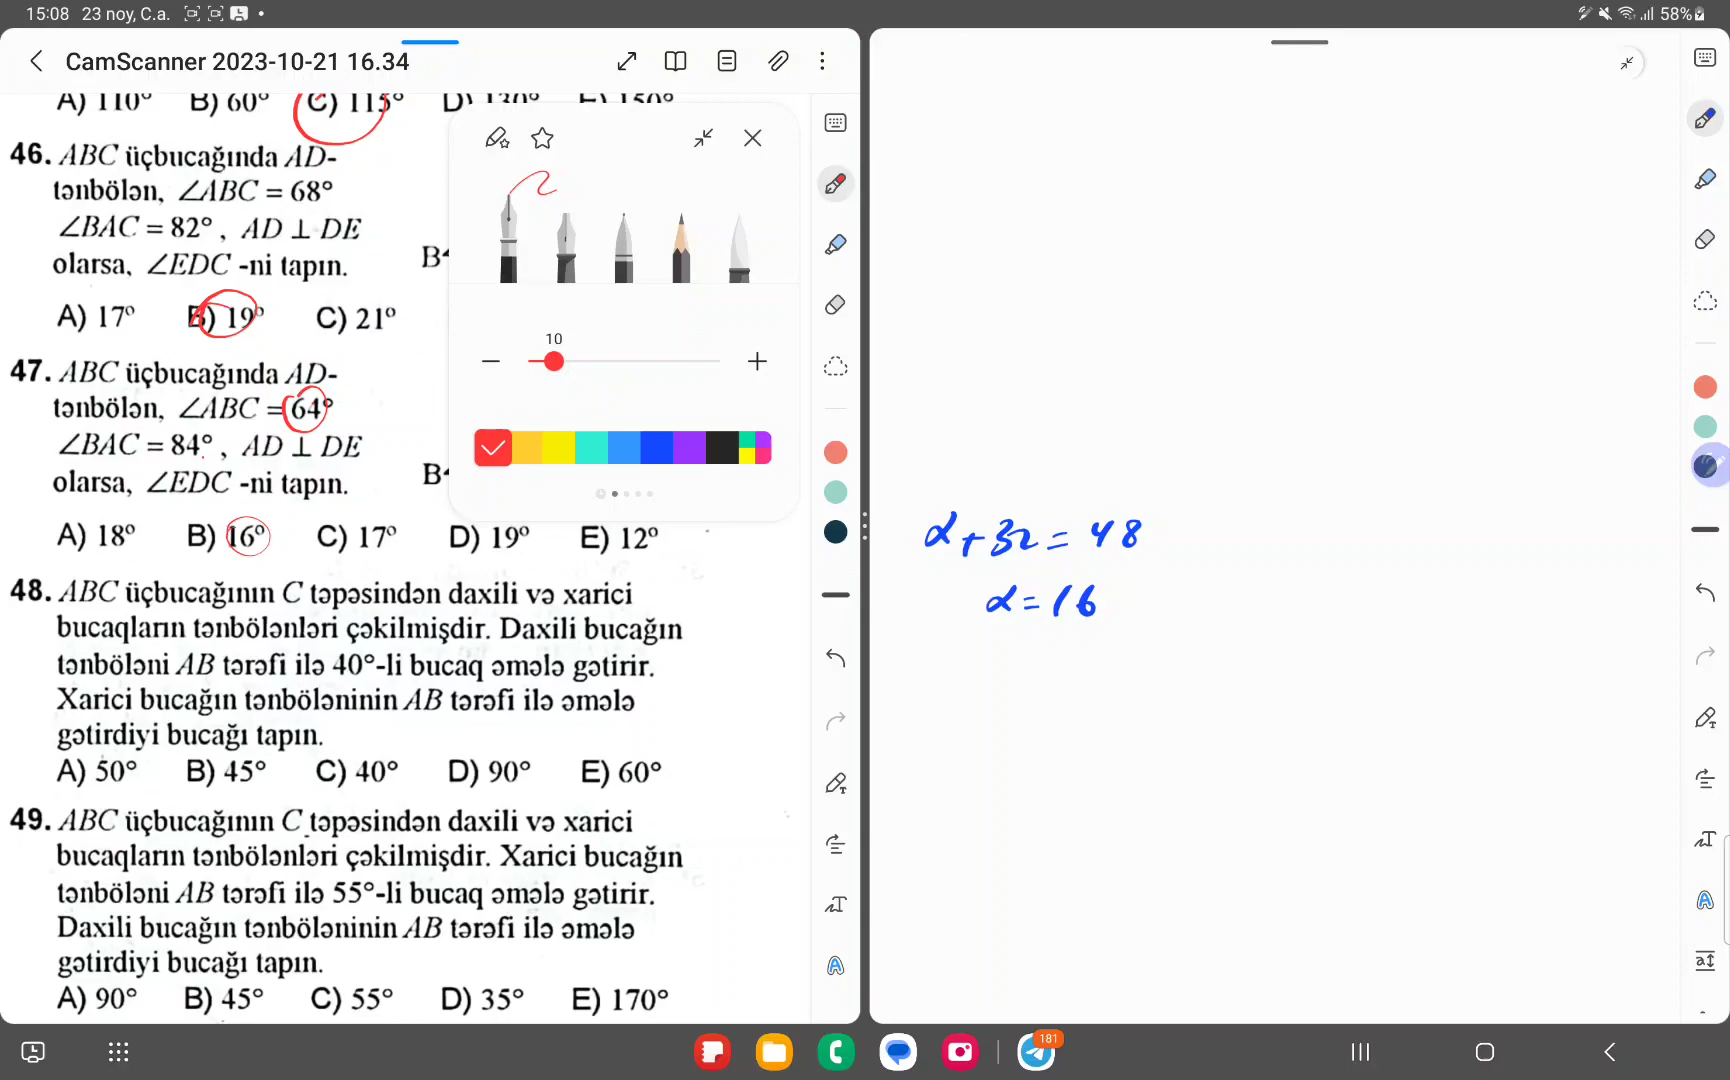 15:08 23 noy, C.a.
58%
CamScanner 2023-10-21 16.34
A) 110° B) 60° C) 115° D) 130° E) 150°
46. ABC üçbucağında AD-
tənbölən, ∠ABC = 68°
∠BAC = 82° , AD ⊥ DE
olarsa, ∠EDC -ni tapın.
B
A) 17° B) 19° C) 21°
47. ABC üçbucağında AD-
tənbölən, ∠ABC = 64°
∠BAC = 84° , AD ⊥ DE
olarsa, ∠EDC -ni tapın.
B
A) 18° B) 16° C) 17° D) 19° E) 12°
48. ABC üçbucağının C təpəsindən daxili və xarici
bucaqların tənbölənləri çəkilmişdir. Daxili bucağın
tənböləni AB tərəfi ilə 40°-li bucaq əmələ gətirir.
Xarici bucağın tənböləninin AB tərəfi ilə əmələ
gətirdiyi bucağı tapın.
A) 50° B) 45° C) 40° D) 90° E) 60°
49. ABC üçbucağının C təpəsindən daxili və xarici
bucaqların tənbölənləri çəkilmişdir. Xarici bucağın
tənböləni AB tərəfi ilə 55°-li bucaq əmələ gətirir.
Daxili bucağın tənböləninin AB tərəfi ilə əmələ
gətirdiyi bucağı tapın.
A) 90° B) 45° C) 55° D) 35° E) 170°
10
α + 32 = 48
α = 16
181